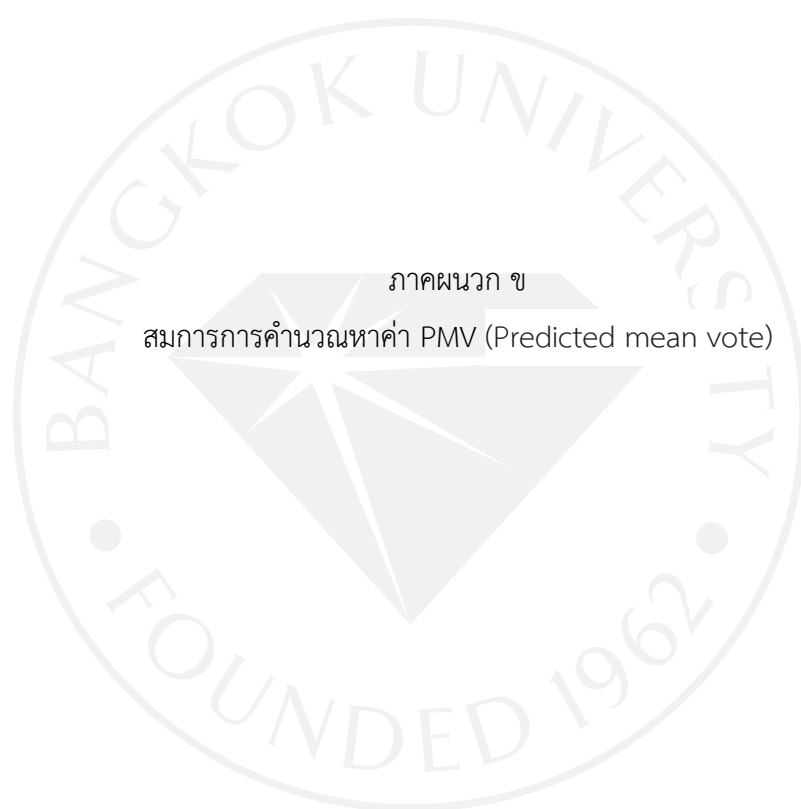 BANGKOK UNIVERSITY
ภาคผนวก ข
สมการการคำนวณหาค่า PMV (Predicted mean vote)
• FOUNDED 1962 •